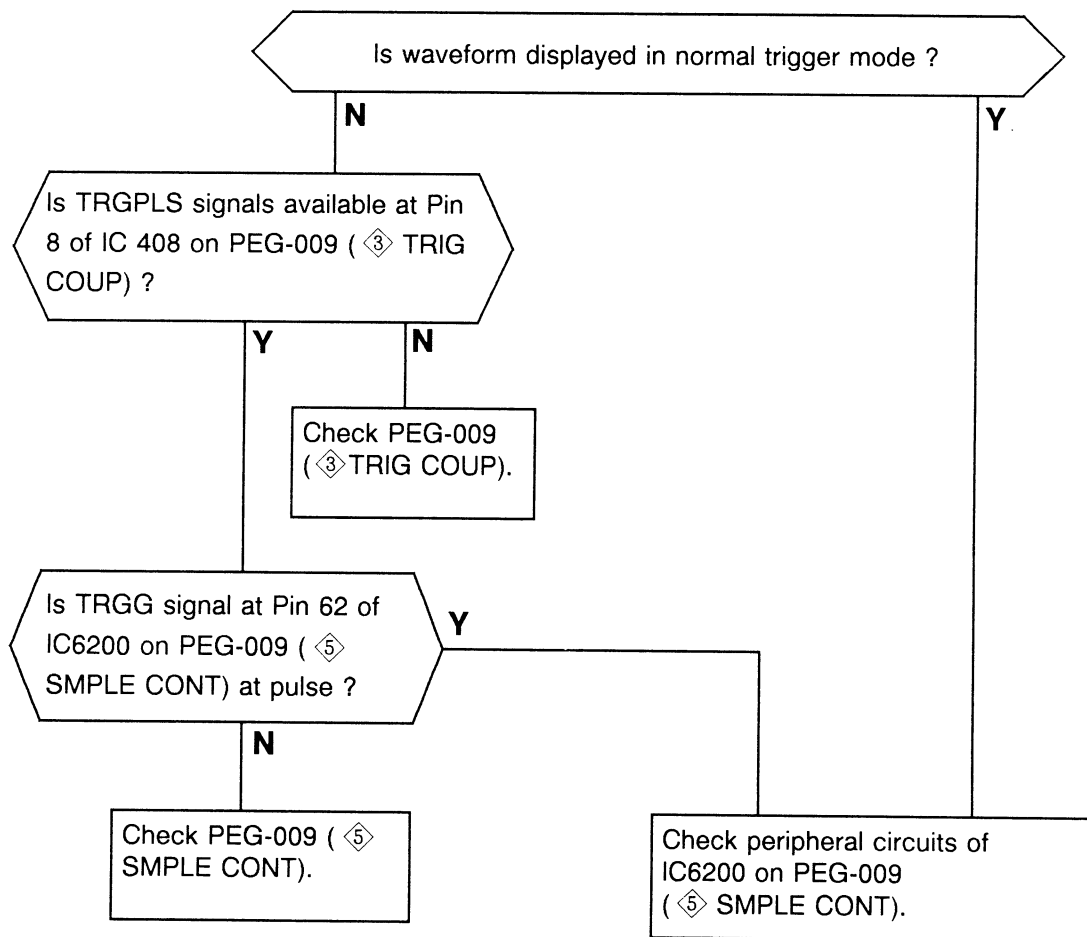 Is waveform displayed in normal trigger mode ?
N
Y
Is TRGPLS signals available at Pin
8 of IC 408 on PEG-009 ( 3 TRIG
COUP) ?
Y
N
Check PEG-009
( 3 TRIG COUP).
Is TRGG signal at Pin 62 of
IC6200 on PEG-009 ( 5
SMPLE CONT) at pulse ?
Y
N
Check PEG-009 ( 5
SMPLE CONT).
Check peripheral circuits of
IC6200 on PEG-009
( 5 SMPLE CONT).